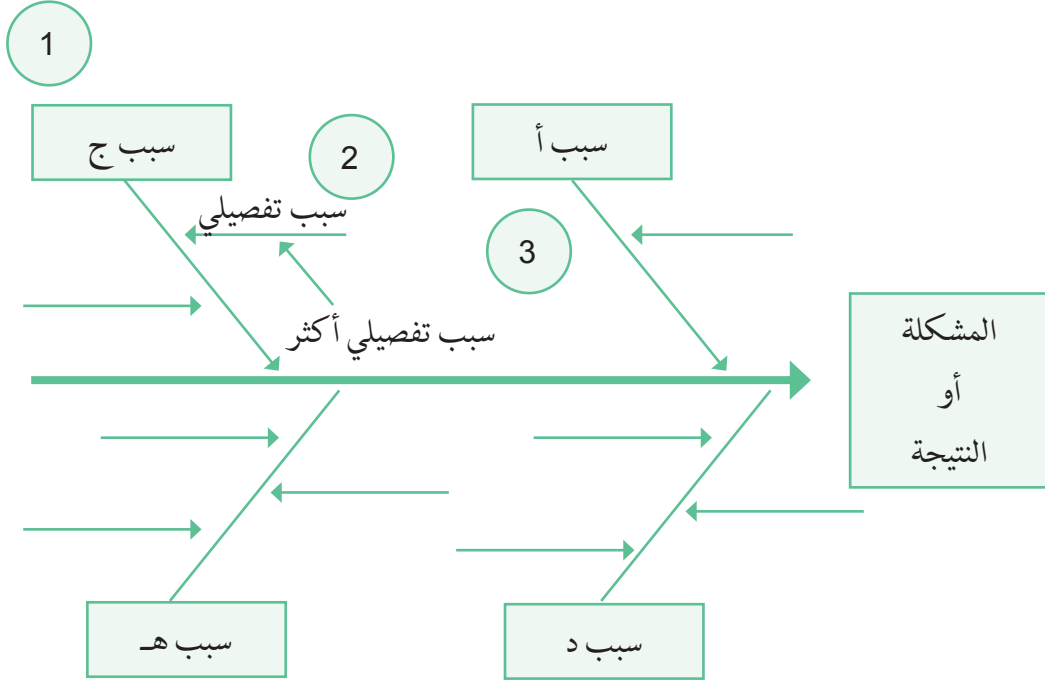 1
سبب أ
سبب ج
2
سبب تفصيلي
3
سبب تفصيلي أكثر
المشكلة
أو
النتيجة
سبب د
سبب هـ